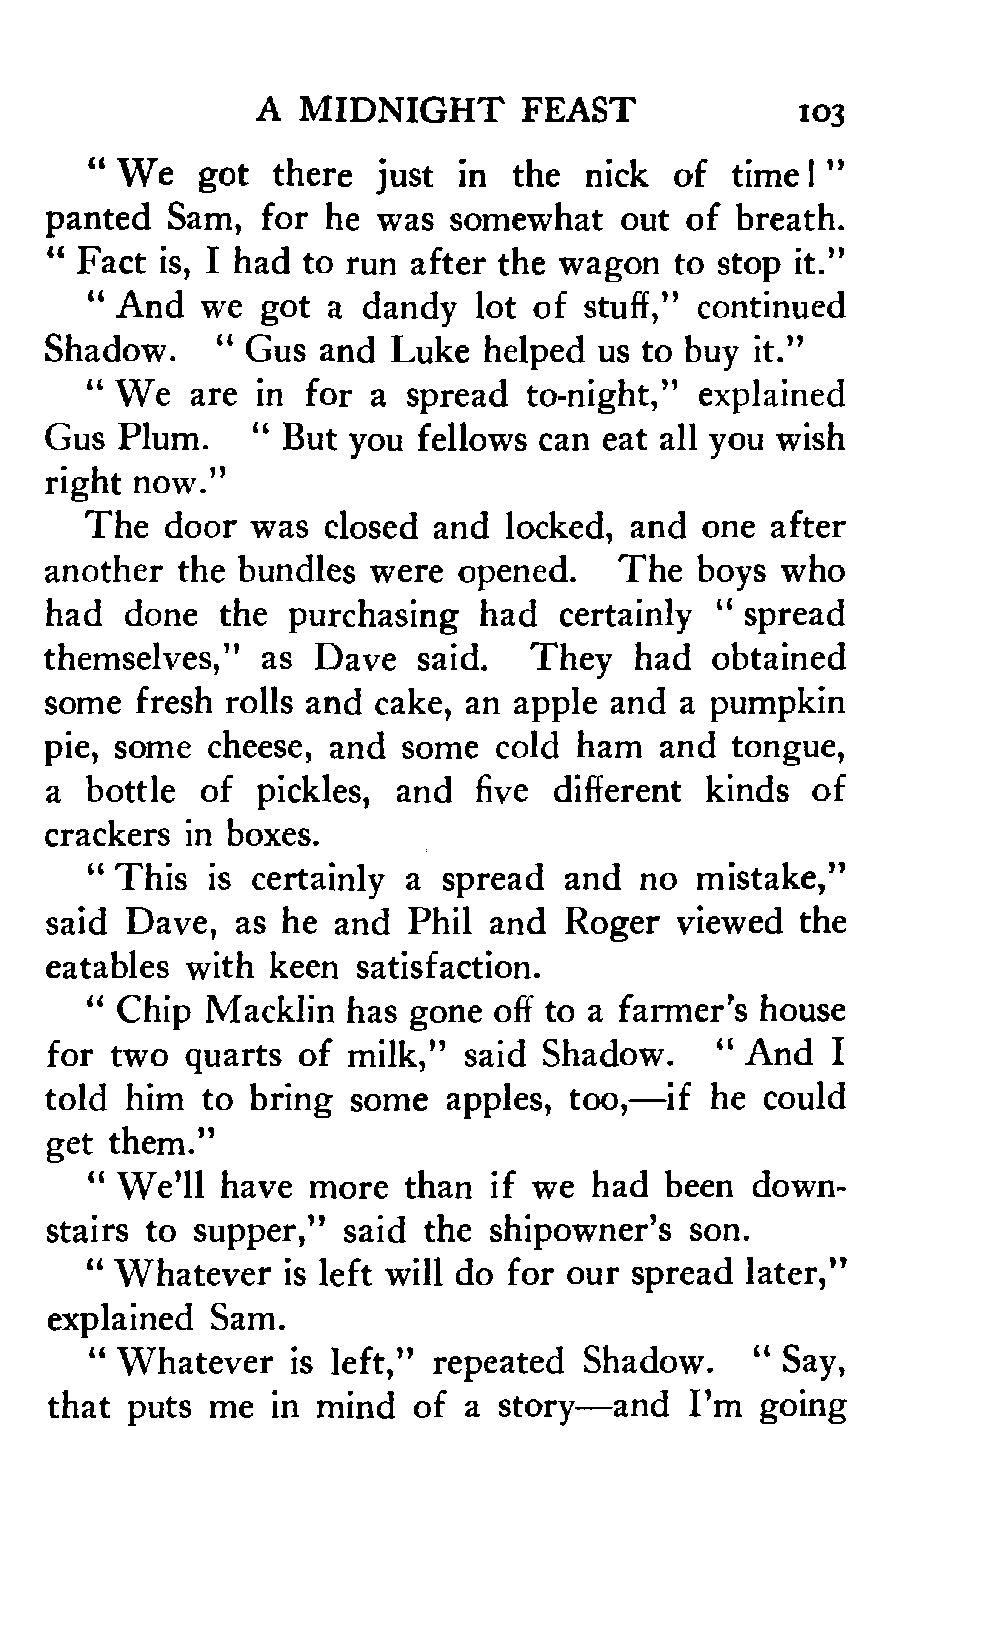 A MIDNIGHT FEAST 103
" We got there just in the nick of time! "
panted Sam, for he was somewhat out of breath.
" Fact is, I had to run after the wagon to stop it."
" And we got a dandy lot of stuff," continued
Shadow. " Gus and Luke helped us to buy it."
" We are in for a spread to-night," explained
Gus Plum. " But you fellows can eat all you wish
right now."
The door was closed and locked, and one after
another the bundles were opened. The boys who
had done the purchasing had certainly " spread
themselves," as Dave said. They had obtained
some fresh rolls and cake, an apple and a pumpkin
pie, some cheese, and some cold ham and tongue,
a bottle of pickles, and five different kinds of
crackers in boxes.
" This is certainly a spread and no mistake,"
said Dave, as he and Phil and Roger viewed the
eatables with keen satisfaction.
" Chip Macklin has gone off to a farmer's house
for two quarts of milk," said Shadow. " And I
told him to bring some apples, too,—if he could
get them."
" We'll have more than if we had been down-
stairs to supper," said the shipowner's son.
" Whatever is left will do for our spread later,"
explained Sam.
" Whatever is left," repeated Shadow. " Say,
that puts me in mind of a story—and I'm going